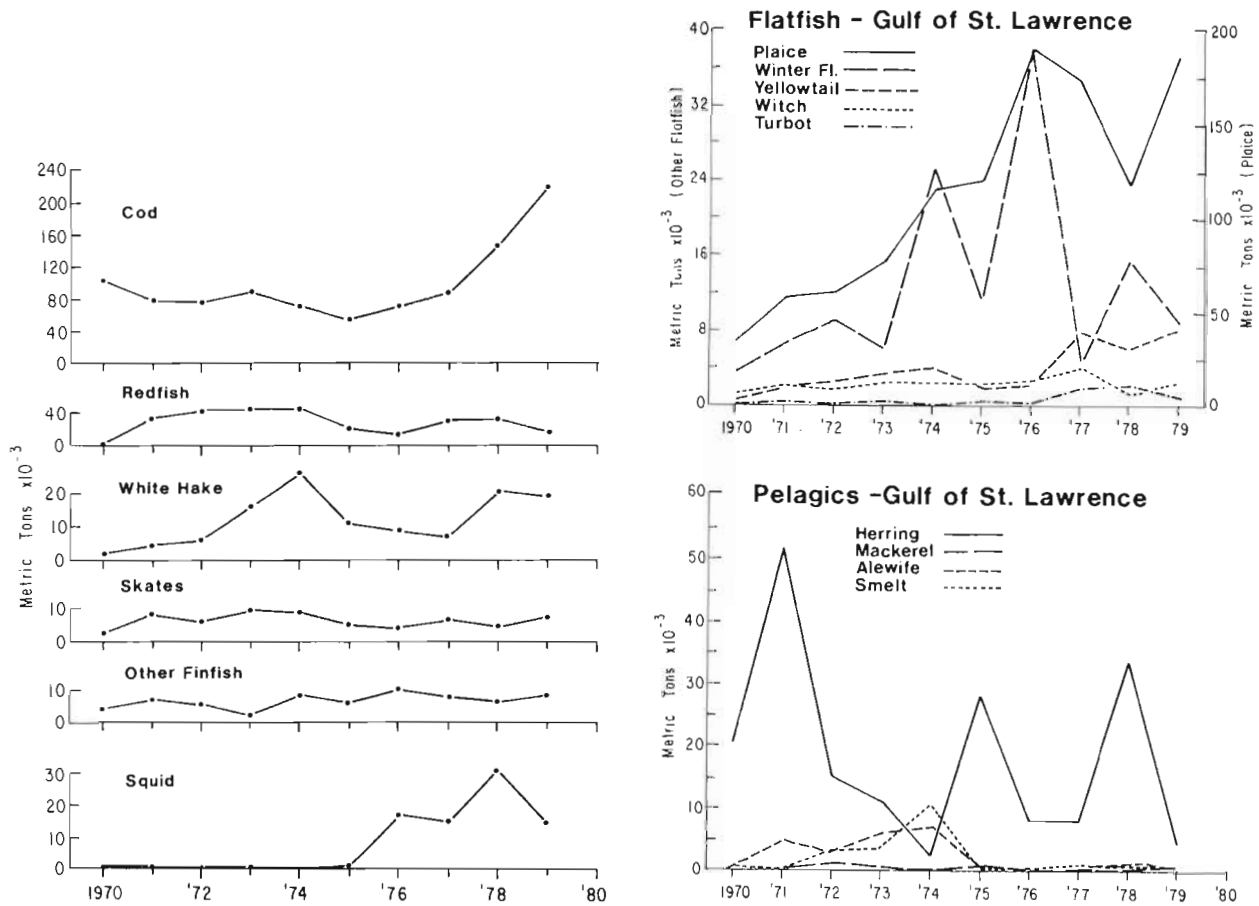 Metric Tons x10⁻³
Cod
240
200
160
120
80
40
0
Redfish
40
0
White Hake
20
10
0
Skates
10
0
Other Finfish
10
0
Squid
30
20
10
0
1970 '72 '74 '76 '78 '80
Flatfish - Gulf of St. Lawrence
Plaice
Winter Fl.
Yellowtail
Witch
Turbot
Metric Tons x10⁻³ (Other Flatfish)
40
32
24
16
8
0
200
150
100
50
0
Metric Tons x10⁻³ (Plaice)
1970 '71 '72 '73 '74 '75 '76 '77 '78 79
Pelagics -Gulf of St. Lawrence
Herring
Mackerel
Alewife
Smelt
Metric Tons x10⁻³
60
50
40
30
20
10
0
1970 '71 '72 '73 '74 '75 '76 '77 '78 '79 '80